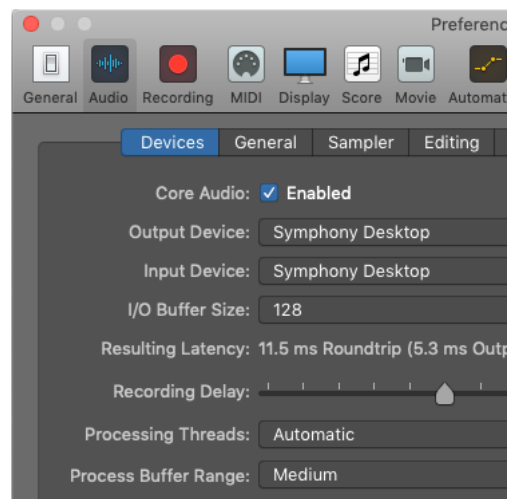 Preferenc
General Audio Recording MIDI Display Score Movie Automat
Devices General Sampler Editing
Core Audio: Enabled
Output Device: Symphony Desktop
Input Device: Symphony Desktop
I/O Buffer Size: 128
Resulting Latency: 11.5 ms Roundtrip (5.3 ms Outp
Recording Delay:
Processing Threads: Automatic
Process Buffer Range: Medium